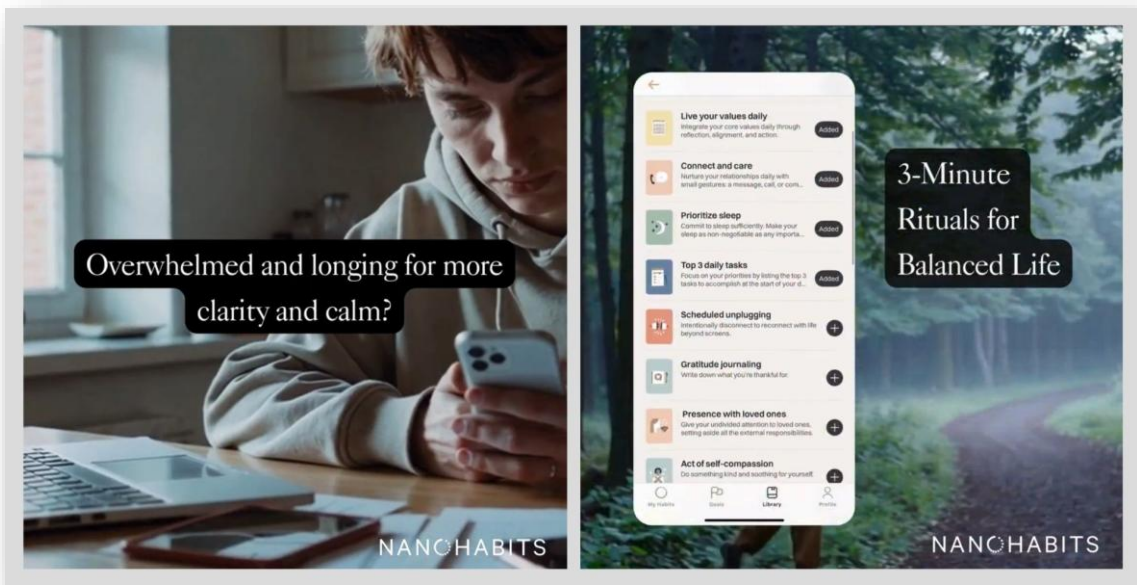 Overwhelmed and longing for more
clarity and calm?
NANOHABITS
Live your values daily
Integrate your core values daily through
reflection, alignment, and action.
Added
Connect and care
Nurture your relationships daily with
small gestures: a message, call, or com...
Added
Prioritize sleep
Commit to sleep sufficiently. Make your
sleep as non-negotiable as any importa...
Added
Top 3 daily tasks
Focus on your priorities by listing the top 3
tasks to accomplish at the start of your d...
Added
Scheduled unplugging
Intentionally disconnect to reconnect with life
beyond screens.
Gratitude journaling
Write down what you're thankful for.
Presence with loved ones
Give your undivided attention to loved ones,
setting aside all the external responsibilities.
Act of self-compassion
Do something kind and soothing for yourself.
My Habits
Goals
Library
Profile
3-Minute
Rituals for
Balanced Life
NANOHABITS